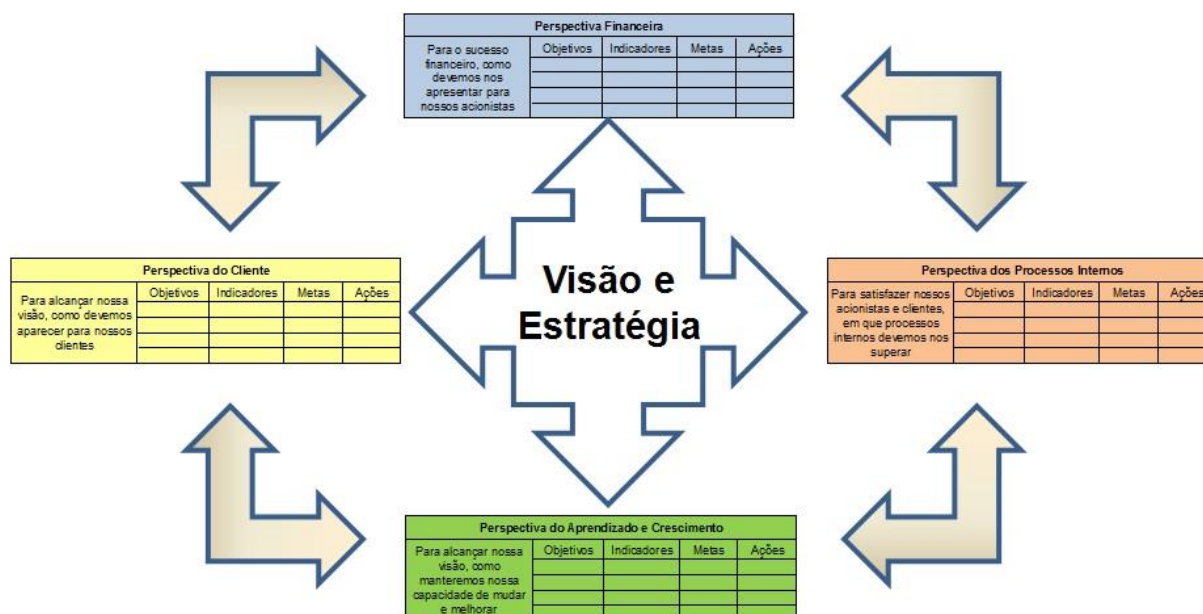 Perspectiva Financeira
Para o sucesso
financeiro, como
devemos nos
apresentar para
nossos acionistas
Objetivos Indicadores Metas Ações
Perspectiva do Cliente
Para alcançar nossa
visão, como devemos
aparecer para nossos
clientes
Objetivos Indicadores Metas Ações
Visão e
Estratégia
Perspectiva dos Processos Internos
Para satisfazer nossos
acionistas e clientes,
em que processos
internos devemos nos
superar
Objetivos Indicadores Metas Ações
Perspectiva do Aprendizado e Crescimento
Para alcançar nossa
visão, como
manteremos nossa
capacidade de mudar
e melhorar
Objetivos Indicadores Metas Ações